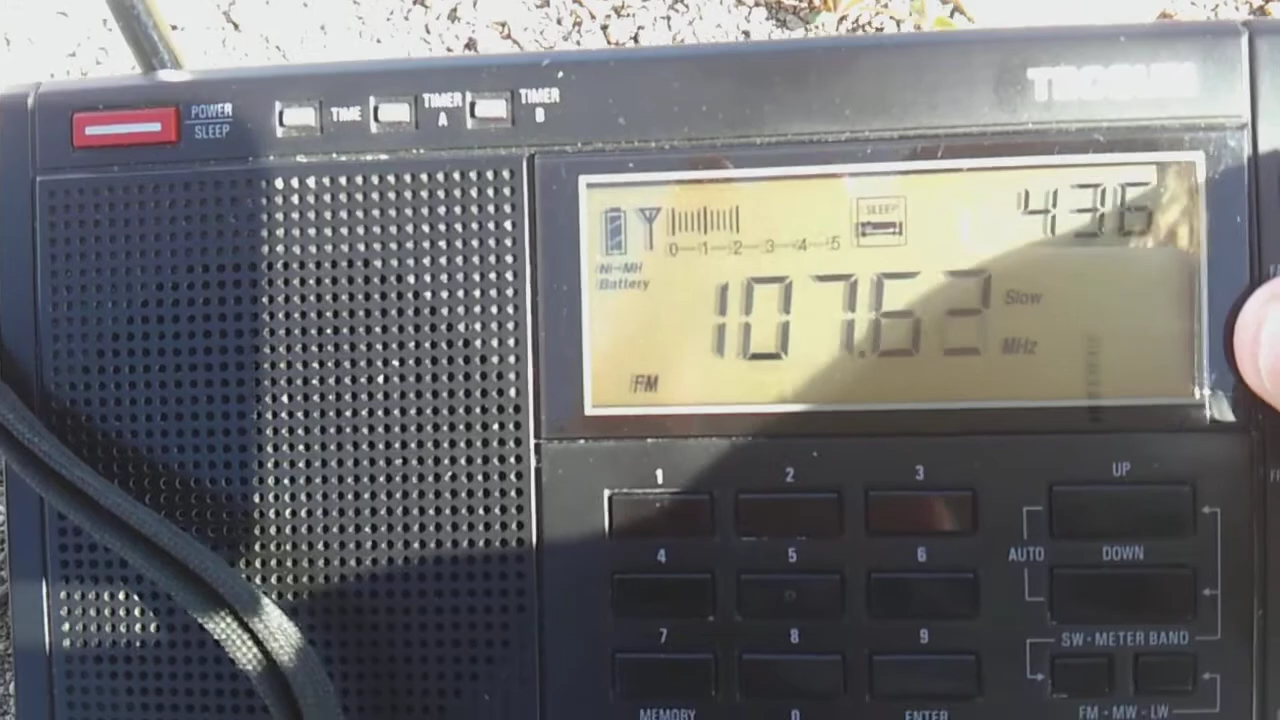 POWER
SLEEP
TIME
TIMER
A
TIMER
B
SLEEP
436
0-1-2-3-4-5
Ni-MH
Battery
107.62
Slow
MHz
FM
1 2 3
UP
4 5 6
AUTO
DOWN
7 8 9
SW-METER BAND
MEMORY
0
ENTER
FM-MW-LW